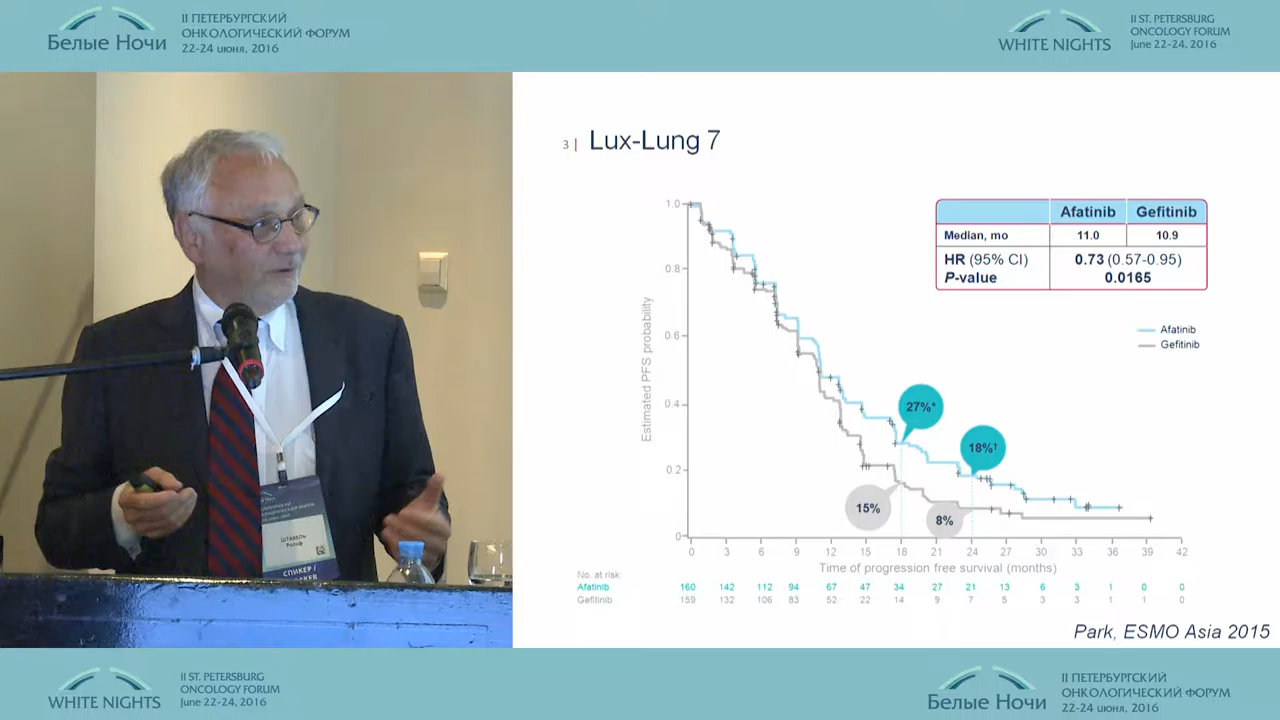 II ПЕТЕРБУРГСКИЙ
ОНКОЛОГИЧЕСКИЙ ФОРУМ
22-24 июня, 2016
Белые Ночи
II ST. PETERSBURG
ONCOLOGY FORUM
June 22-24, 2016
WHITE NIGHTS
3 | Lux-Lung 7
Afatinib Gefitinib
Median, mo 11.0 10.9
HR (95% CI) 0.73 (0.57-0.95)
P-value 0.0165
Afatinib
Gefitinib
Estimated PFS probability
1.0
0.8
0.6
0.4
0.2
0
27%*
18%†
15%
8%
0 3 6 9 12 15 18 21 24 27 30 33 36 39 42
Time of progression free survival (months)
No. at risk:
Afatinib 160 142 112 94 67 47 34 27 21 13 6 3 1 0 0
Gefitinib 159 132 106 83 52 22 14 9 7 5 3 3 1 1 0
Park, ESMO Asia 2015
ШТАХЕЛЬ
Рольф
СПИКЕР /
WHITE NIGHTS
II ST. PETERSBURG
ONCOLOGY FORUM
June 22-24, 2016
Белые Ночи
II ПЕТЕРБУРГСКИЙ
ОНКОЛОГИЧЕСКИЙ ФОРУМ
22-24 июня, 2016